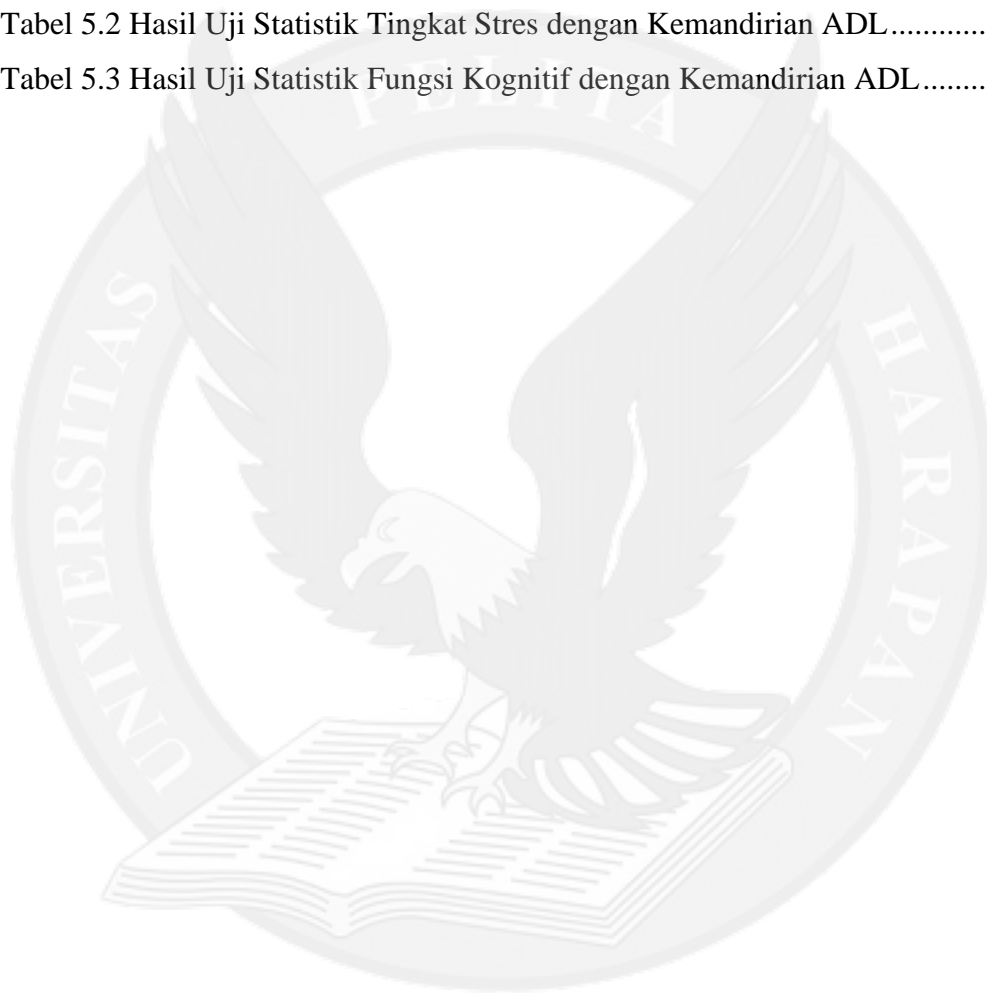 Tabel 5.2 Hasil Uji Statistik Tingkat Stres dengan Kemandirian ADL............
Tabel 5.3 Hasil Uji Statistik Fungsi Kognitif dengan Kemandirian ADL........
UNIVERSITAS PELITA HARAPAN